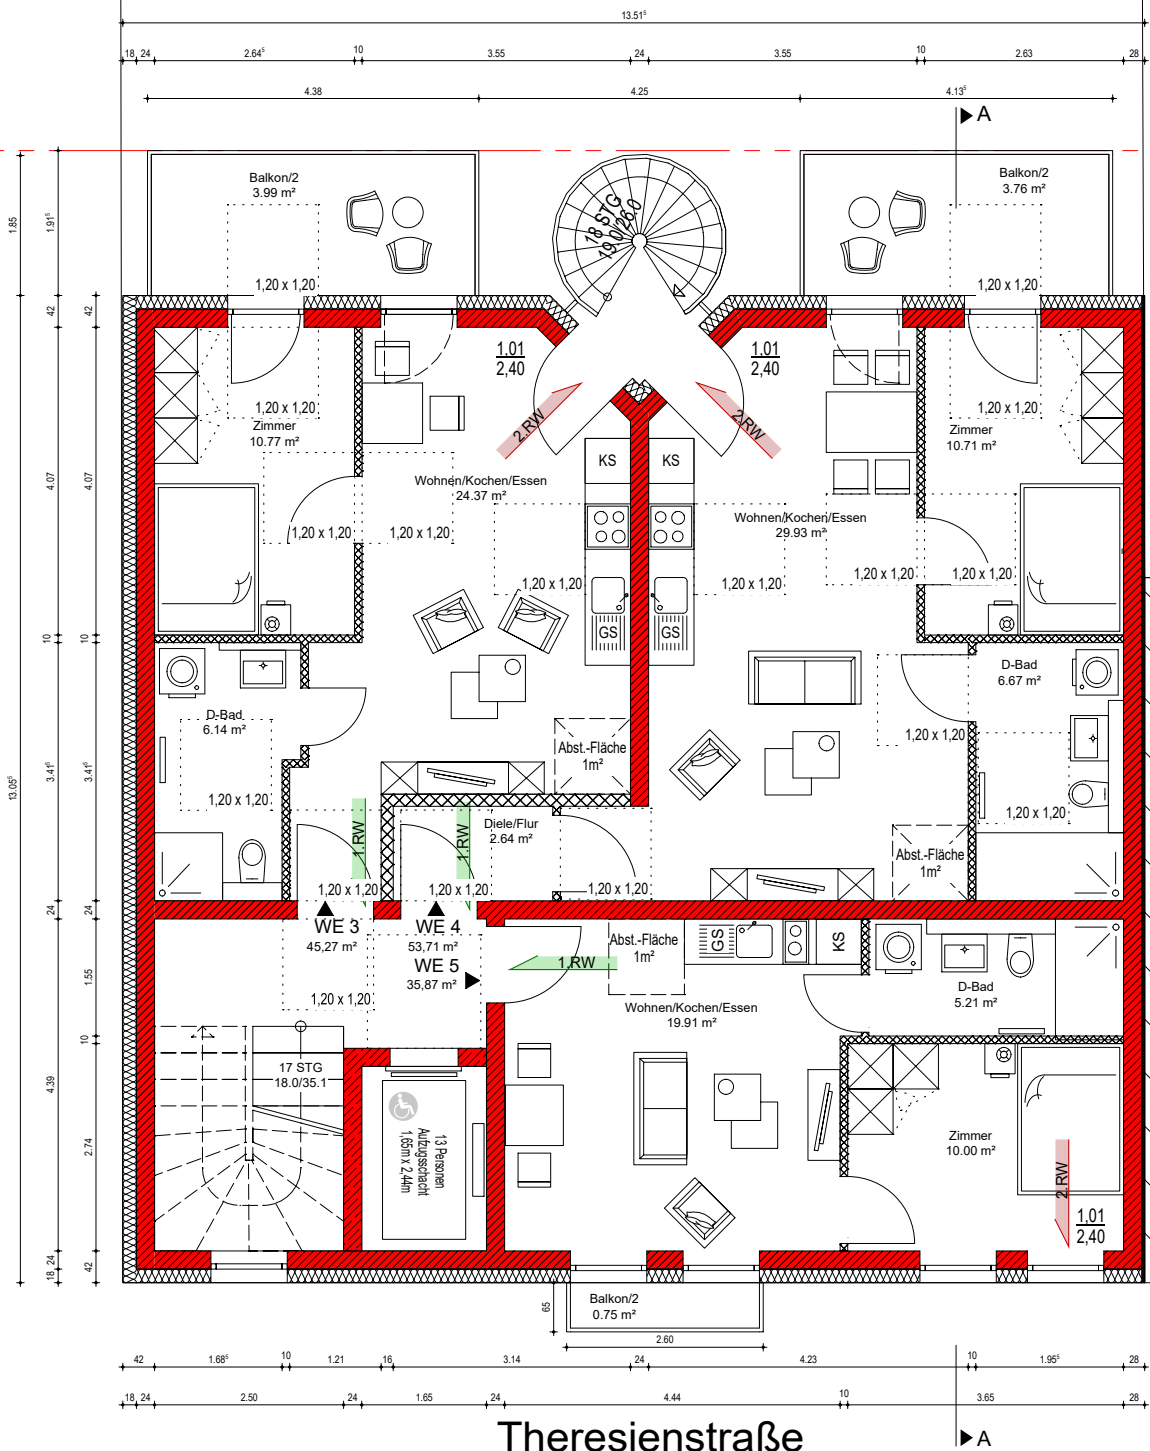 13.51⁵
18 24 2.64⁵ 10 3.55 24 3.55 10 2.63 28
4.38 4.25 4.13⁵
A
Balkon/2
3.99 m²
18 STG
19.0/26.0
Balkon/2
3.76 m²
1,20 x 1,20
1,20 x 1,20
1.85
1.91⁵
42
42
1,01
2,40
1,01
2,40
1,20 x 1,20
1,20 x 1,20
Zimmer
10.77 m²
2.RW
2.RW
Zimmer
10.71 m²
KS
KS
Wohnen/Kochen/Essen
24.37 m²
Wohnen/Kochen/Essen
29.93 m²
4.07
4.07
1,20 x 1,20
1,20 x 1,20
1,20 x 1,20
1,20 x 1,20
1,20 x 1,20
1,20 x 1,20
GS
GS
10
10
D-Bad
6.67 m²
D-Bad
6.14 m²
1,20 x 1,20
Abst.-Fläche
1m²
13.05⁵
3.41⁵
3.41⁵
1,20 x 1,20
1,20 x 1,20
1.RW
1.RW
Diele/Flur
2.64 m²
Abst.-Fläche
1m²
1,20 x 1,20
1,20 x 1,20
1,20 x 1,20
24
24
WE 3
45,27 m²
WE 4
53,71 m²
WE 5
35,87 m²
1.RW
Abst.-Fläche
1m²
GS
KS
D-Bad
5.21 m²
1.55
1,20 x 1,20
Wohnen/Kochen/Essen
19.91 m²
10
17 STG
18.0/35.1
4.39
2.74
13 Personen
Aufzugsschacht
1,65m x 2,44m
Zimmer
10.00 m²
2.RW
1,01
2,40
18 24
42
Balkon/2
0.75 m²
65
2.60
42 1.68⁵ 10 1.21 16 3.14 24 4.23 10 1.95⁵ 28
18 24 2.50 24 1.65 24 4.44 10 3.65 28
Theresienstraße
A